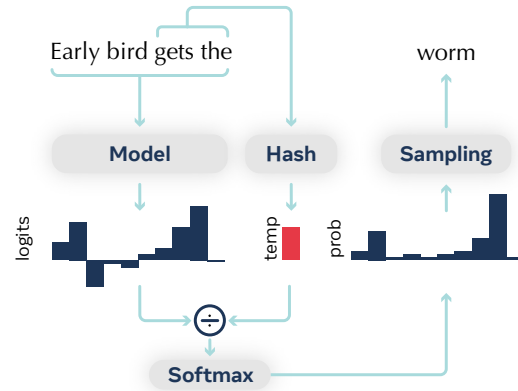 Early bird gets the
worm
Model
Hash
Sampling
logits
temp
prob
÷
Softmax